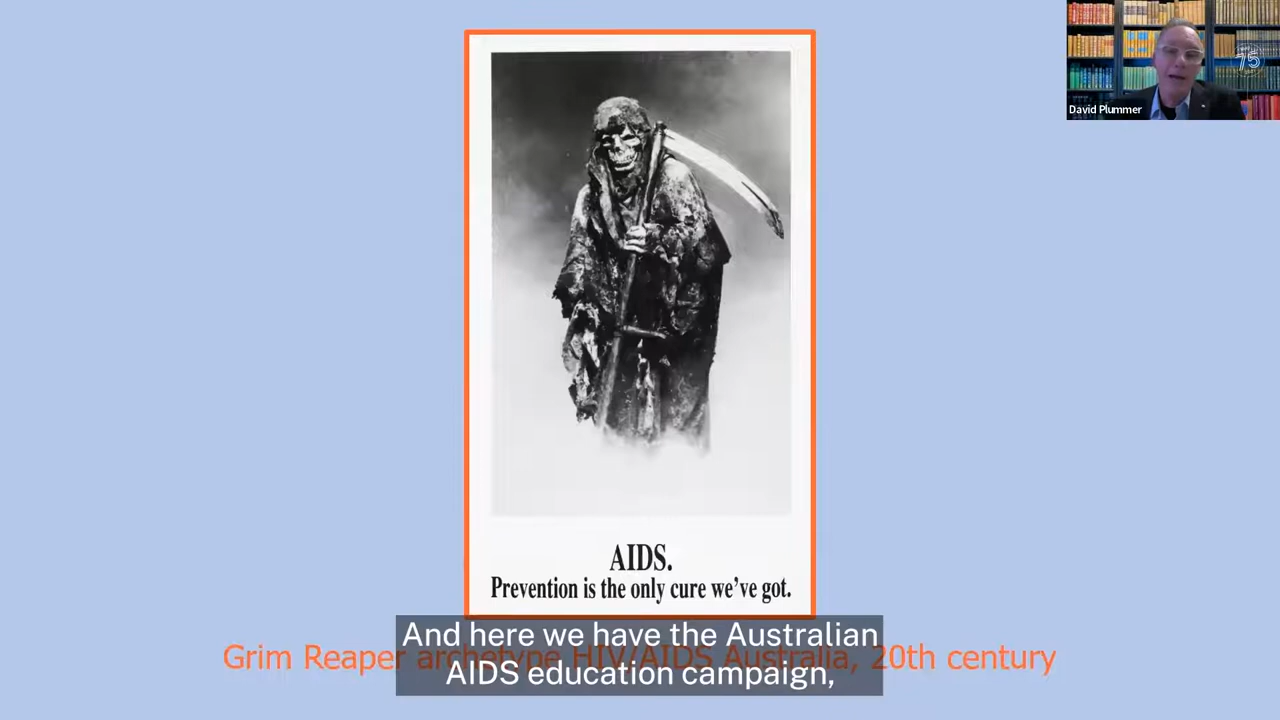 David Plummer
75
AIDS.
Prevention is the only cure we've got.
And here we have the Australian
AIDS education campaign,
Grim Reaper archetype HIV/AIDS Australia, 20th century